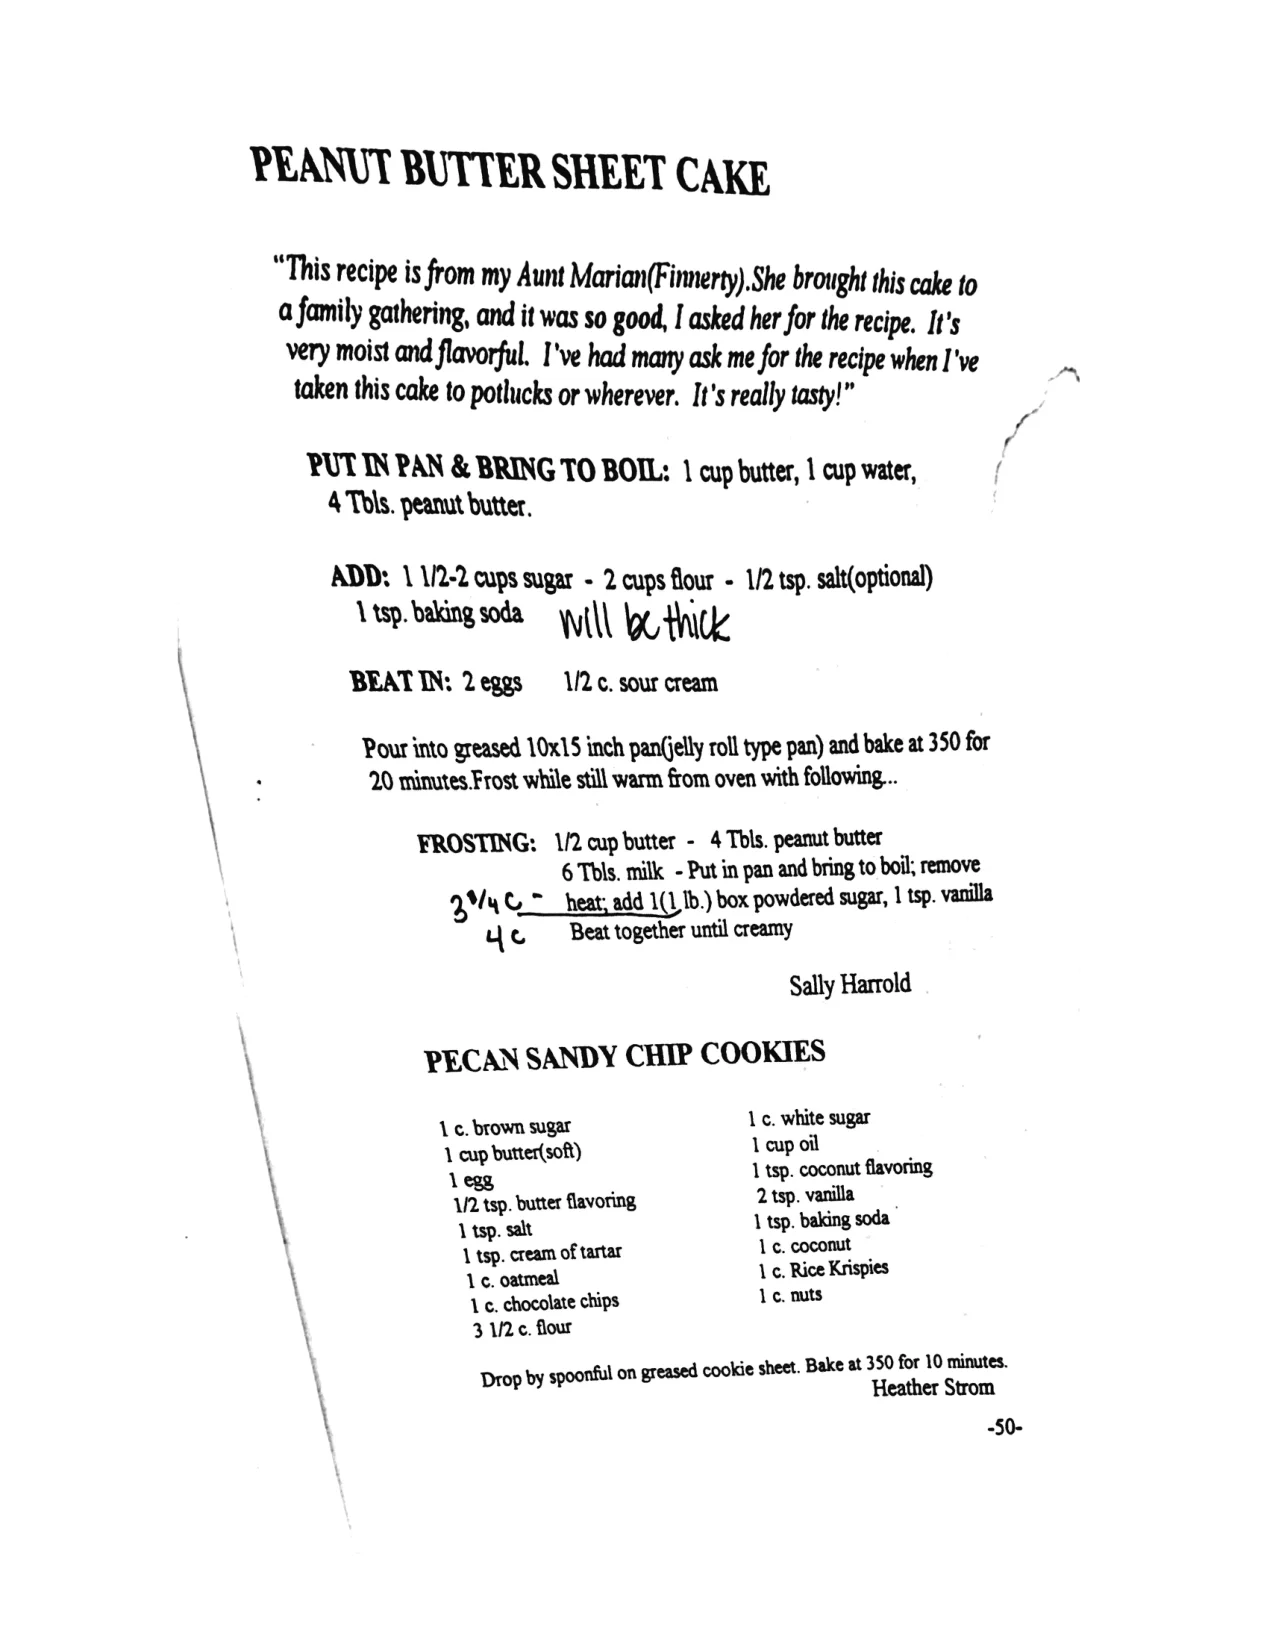 PEANUT BUTTER SHEET CAKE
"This recipe is from my Aunt Marian(Finnerty).She brought this cake to
a family gathering, and it was so good, I asked her for the recipe. It's
very moist and flavorful. I've had many ask me for the recipe when I've
taken this cake to potlucks or wherever. It's really tasty!"
PUT IN PAN & BRING TO BOIL: 1 cup butter, 1 cup water,
4 Tbls. peanut butter.
ADD: 1 1/2-2 cups sugar - 2 cups flour - 1/2 tsp. salt(optional)
1 tsp. baking soda will be thick
BEAT IN: 2 eggs 1/2 c. sour cream
Pour into greased 10x15 inch pan(jelly roll type pan) and bake at 350 for
20 minutes.Frost while still warm from oven with following...
FROSTING: 1/2 cup butter - 4 Tbls. peanut butter
6 Tbls. milk - Put in pan and bring to boil; remove
3 3/4 c - heat; add 1(1 lb.) box powdered sugar, 1 tsp. vanilla
4 c Beat together until creamy
Sally Harrold
PECAN SANDY CHIP COOKIES
1 c. brown sugar 1 c. white sugar
1 cup butter(soft) 1 cup oil
1 egg 1 tsp. coconut flavoring
1/2 tsp. butter flavoring 2 tsp. vanilla
1 tsp. salt 1 tsp. baking soda
1 tsp. cream of tartar 1 c. coconut
1 c. oatmeal 1 c. Rice Krispies
1 c. chocolate chips 1 c. nuts
3 1/2 c. flour
Drop by spoonful on greased cookie sheet. Bake at 350 for 10 minutes.
Heather Strom
-50-